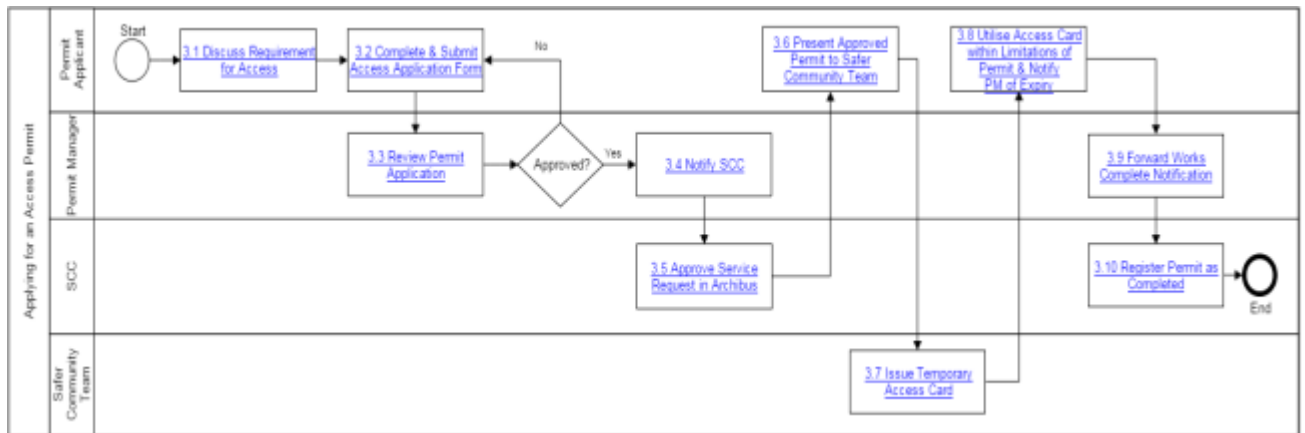 Applying for an Access Permit
Permit
Applicant
Start
3.1 Discuss Requirement
for Access
3.2 Complete & Submit
Access Application Form
No
3.6 Present Approved
Permit to Safer
Community Team
3.8 Utilise Access Card
within Limitations of
Permit & Notify
PM of Expiry
Permit Manager
3.3 Review Permit
Application
Approved?
Yes
3.4 Notify SCC
3.9 Forward Works
Complete Notification
SCC
3.5 Approve Service
Request in Archibus
3.10 Register Permit as
Completed
End
Safer
Community
Team
3.7 Issue Temporary
Access Card